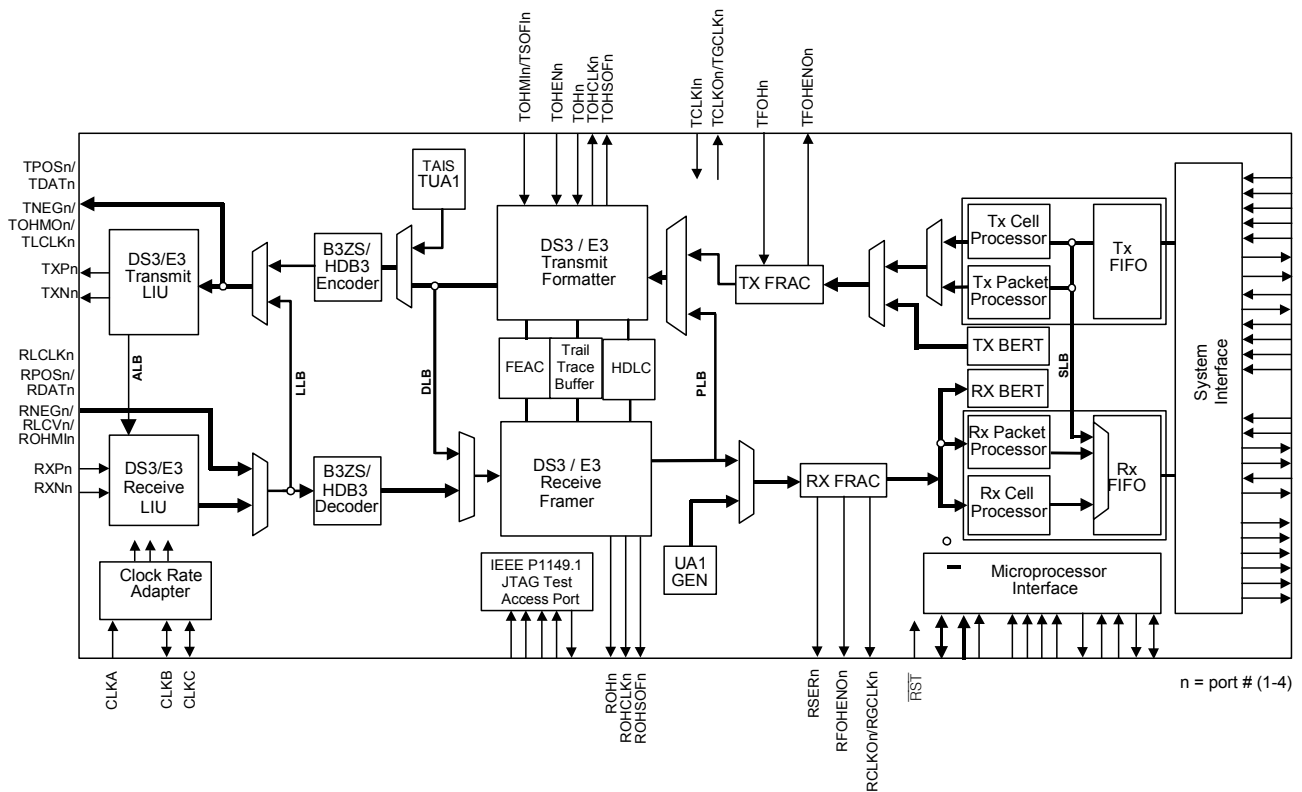 TOHMIn/TSOFIn
TOHENn
TOHn
TOHCLKn
TOHSOFn
TCLKIn
TCLKOn/TGCLKn
TFOHn
TFOHENOn
TPOSn/
TDATn
TNEGn/
TOHMOn/
TLCLKn
TXPn
TXNn
RLCLKn
RPOSn/
RDATn
RNEGn/
RLCVn/
ROHMIn
RXPn
RXNn
DS3/E3
Transmit
LIU
ALB
DS3/E3
Receive
LIU
Clock Rate
Adapter
CLKA
CLKB
CLKC
LLB
TAIS
TUA1
B3ZS/
HDB3
Encoder
B3ZS/
HDB3
Decoder
DLB
DS3 / E3
Transmit
Formatter
FEAC
Trail
Trace
Buffer
HDLC
DS3 / E3
Receive
Framer
IEEE P1149.1
JTAG Test
Access Port
ROHn
ROHCLKn
ROHSOFn
PLB
UA1
GEN
TX FRAC
RX FRAC
RSERn
RFOHENOn
RCLKOn/RGCLKn
Tx Cell
Processor
Tx Packet
Processor
Tx
FIFO
TX BERT
RX BERT
SLB
Rx Packet
Processor
Rx Cell
Processor
Rx
FIFO
Microprocessor
Interface
RST
System
Interface
n = port # (1-4)